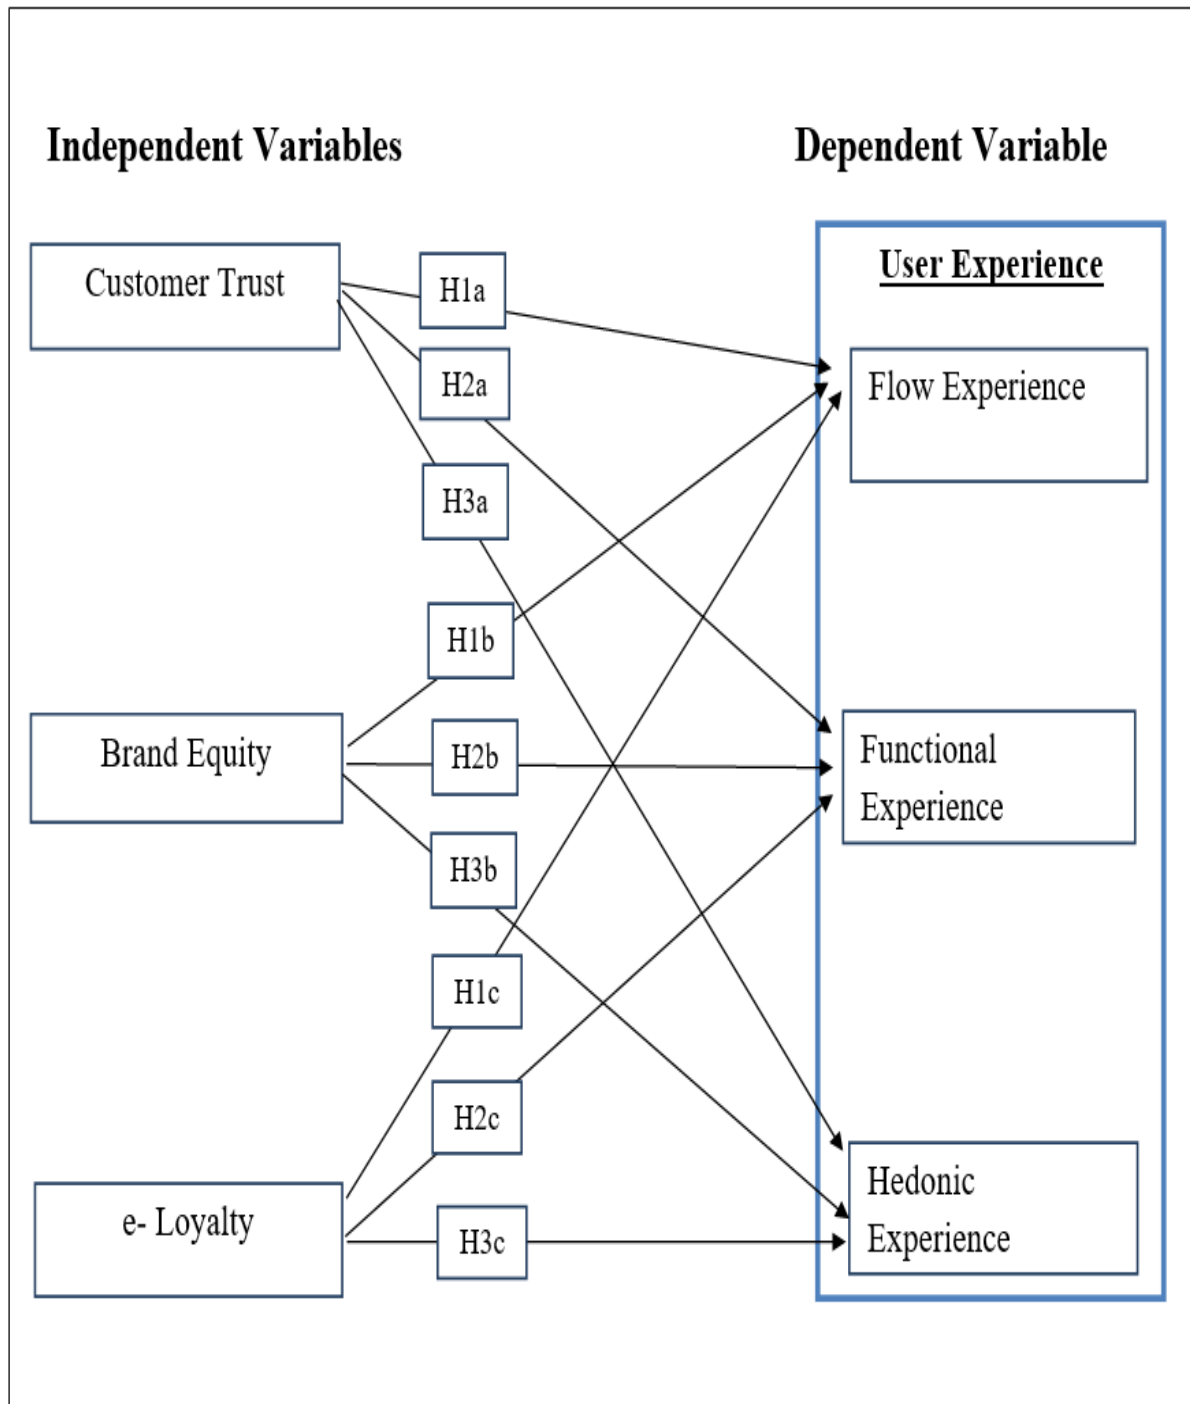 Independent Variables
Dependent Variable
User Experience
Customer Trust
H1a
H2a
H3a
Flow Experience
H1b
Brand Equity
H2b
H3b
Functional
Experience
H1c
H2c
e- Loyalty
H3c
Hedonic
Experience